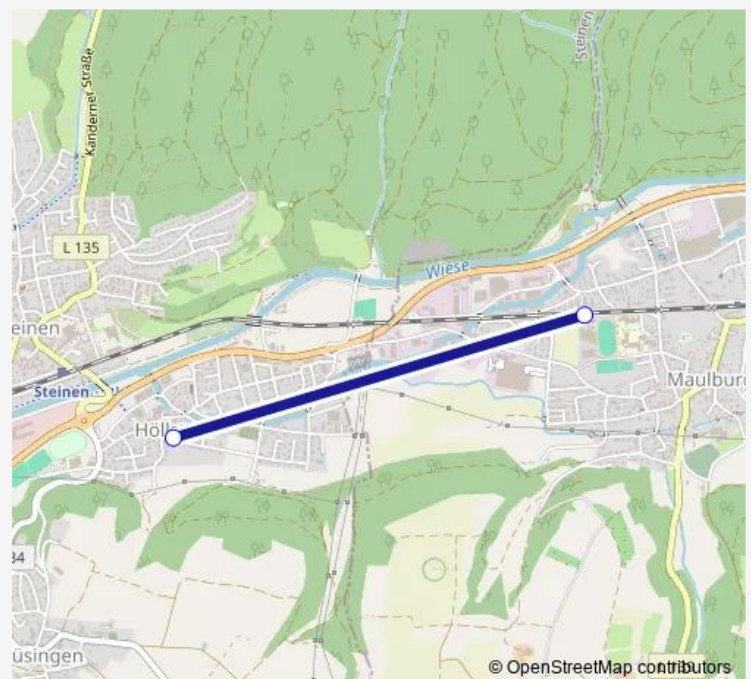 Steinen
Kanderner Straße
L 135
Wiese
einen
Steinen
Maulbur
Höll
34
üsingen
© OpenStreetMap contributors